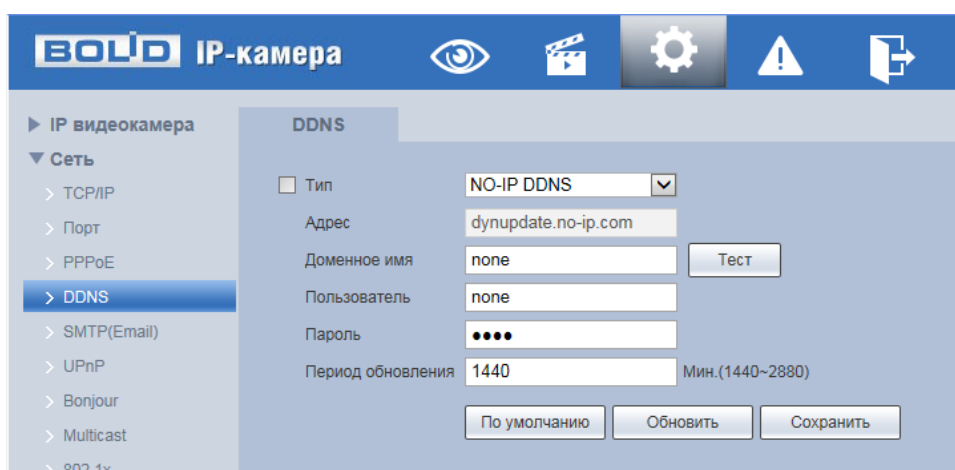 BOLID IP-камера
IP видеокамера
Сеть
TCP/IP
Порт
PPPoE
DDNS
SMTP(Email)
UPnP
Bonjour
Multicast
802.1x
DDNS
Тип NO-IP DDNS
Адрес dynupdate.no-ip.com
Доменное имя none Тест
Пользователь none
Пароль ••••
Период обновления 1440 Мин.(1440~2880)
По умолчанию Обновить Сохранить